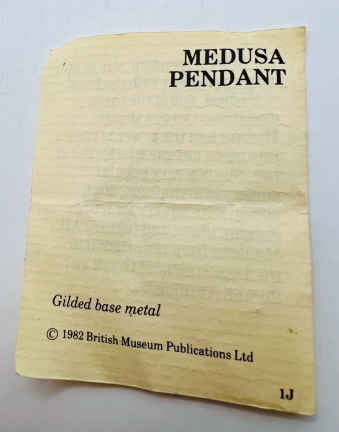 MEDUSA
PENDANT
Gilded base metal
© 1982 British Museum Publications Ltd
1J